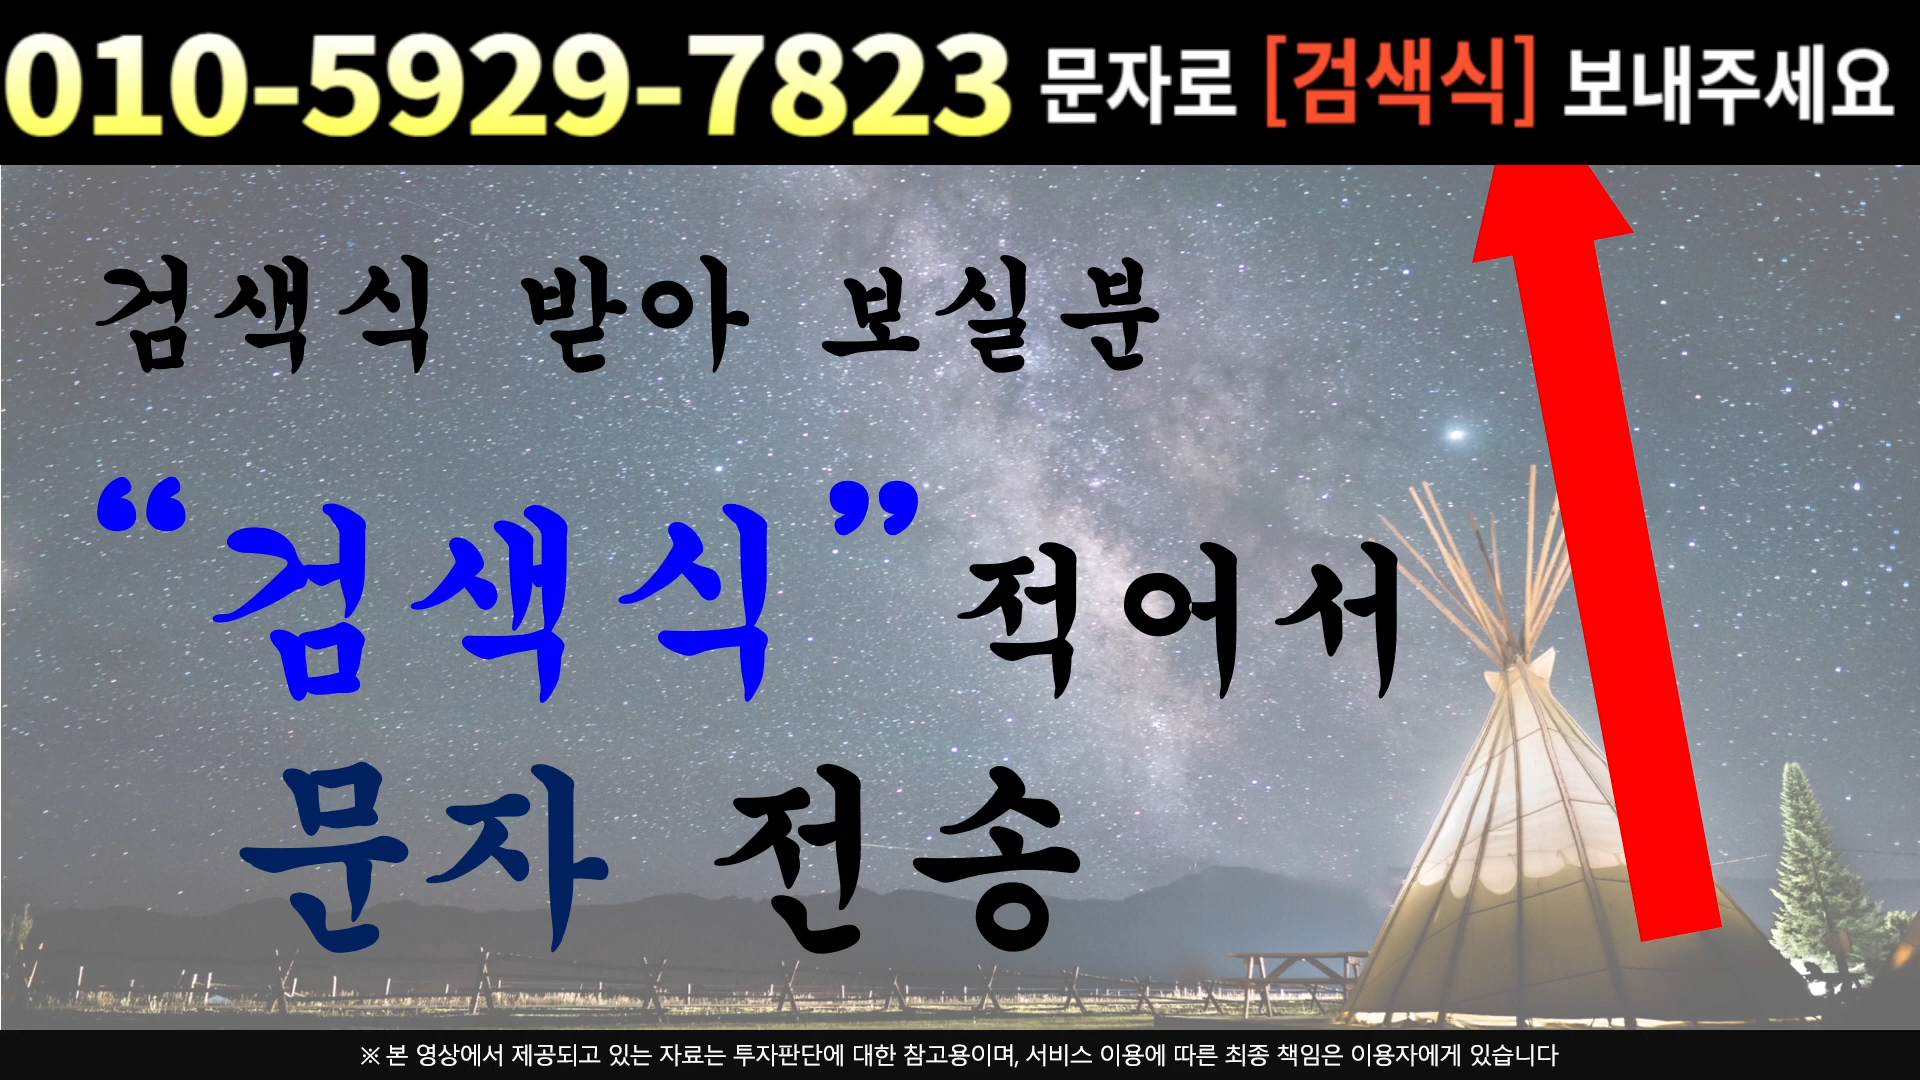 010-5929-7823 문자로 [검색식] 보내주세요
검색식 받아 보실분
“검색식” 적어서
문자 전송
※ 본 영상에서 제공되고 있는 자료는 투자판단에 대한 참고용이며, 서비스 이용에 따른 최종 책임은 이용자에게 있습니다